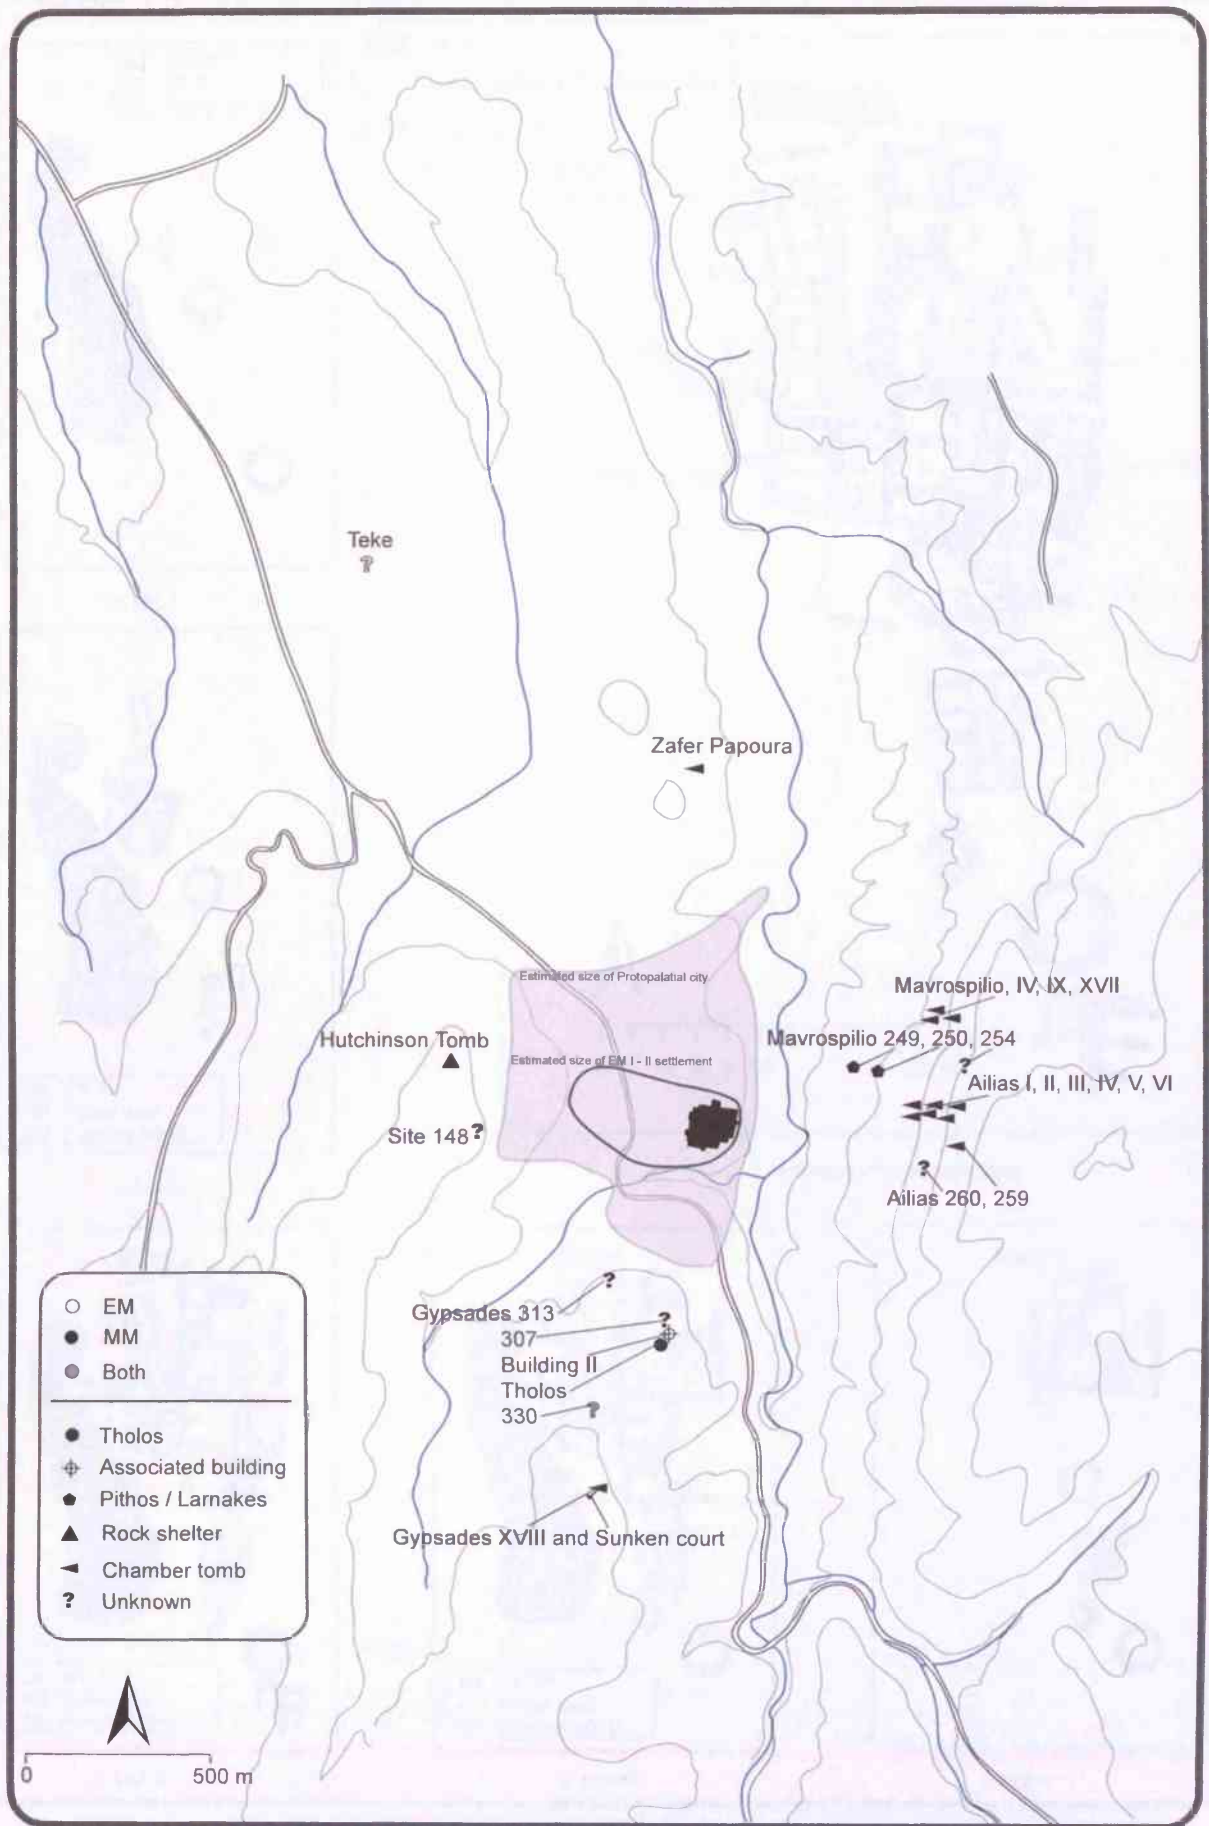 Teke
?
Zafer Papoura
Estimated size of Protopalatial city
Mavrospilio, IV, IX, XVII
Hutchinson Tomb
Mavrospilio 249, 250, 254
Estimated size of EM I - II settlement
?
Ailias I, II, III, IV, V, VI
Site 148 ?
?
Ailias 260, 259
?
Gypsades 313
?
307
Building II
Tholos
330
?
Gypsades XVIII and Sunken court
EM
MM
Both
Tholos
Associated building
Pithos / Larnakes
Rock shelter
Chamber tomb
? Unknown
0 500 m